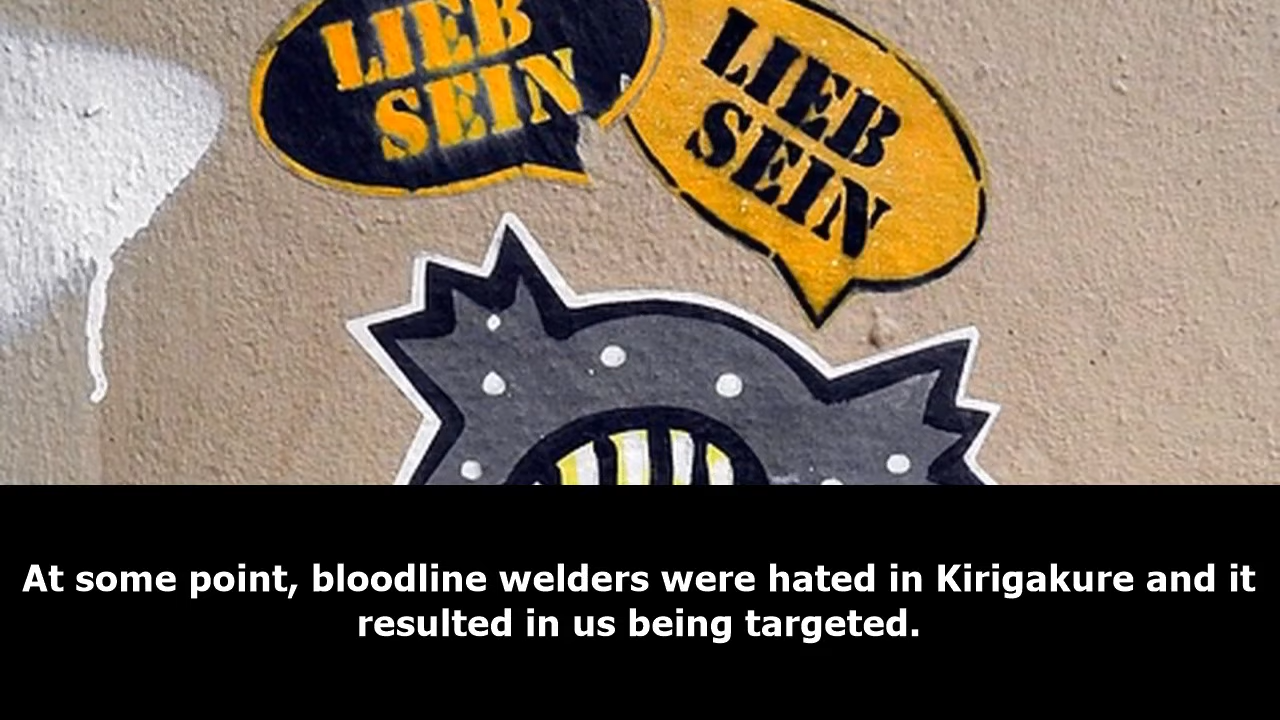 LIEB
SEIN
LIEB
SEIN
At some point, bloodline welders were hated in Kirigakure and it
resulted in us being targeted.